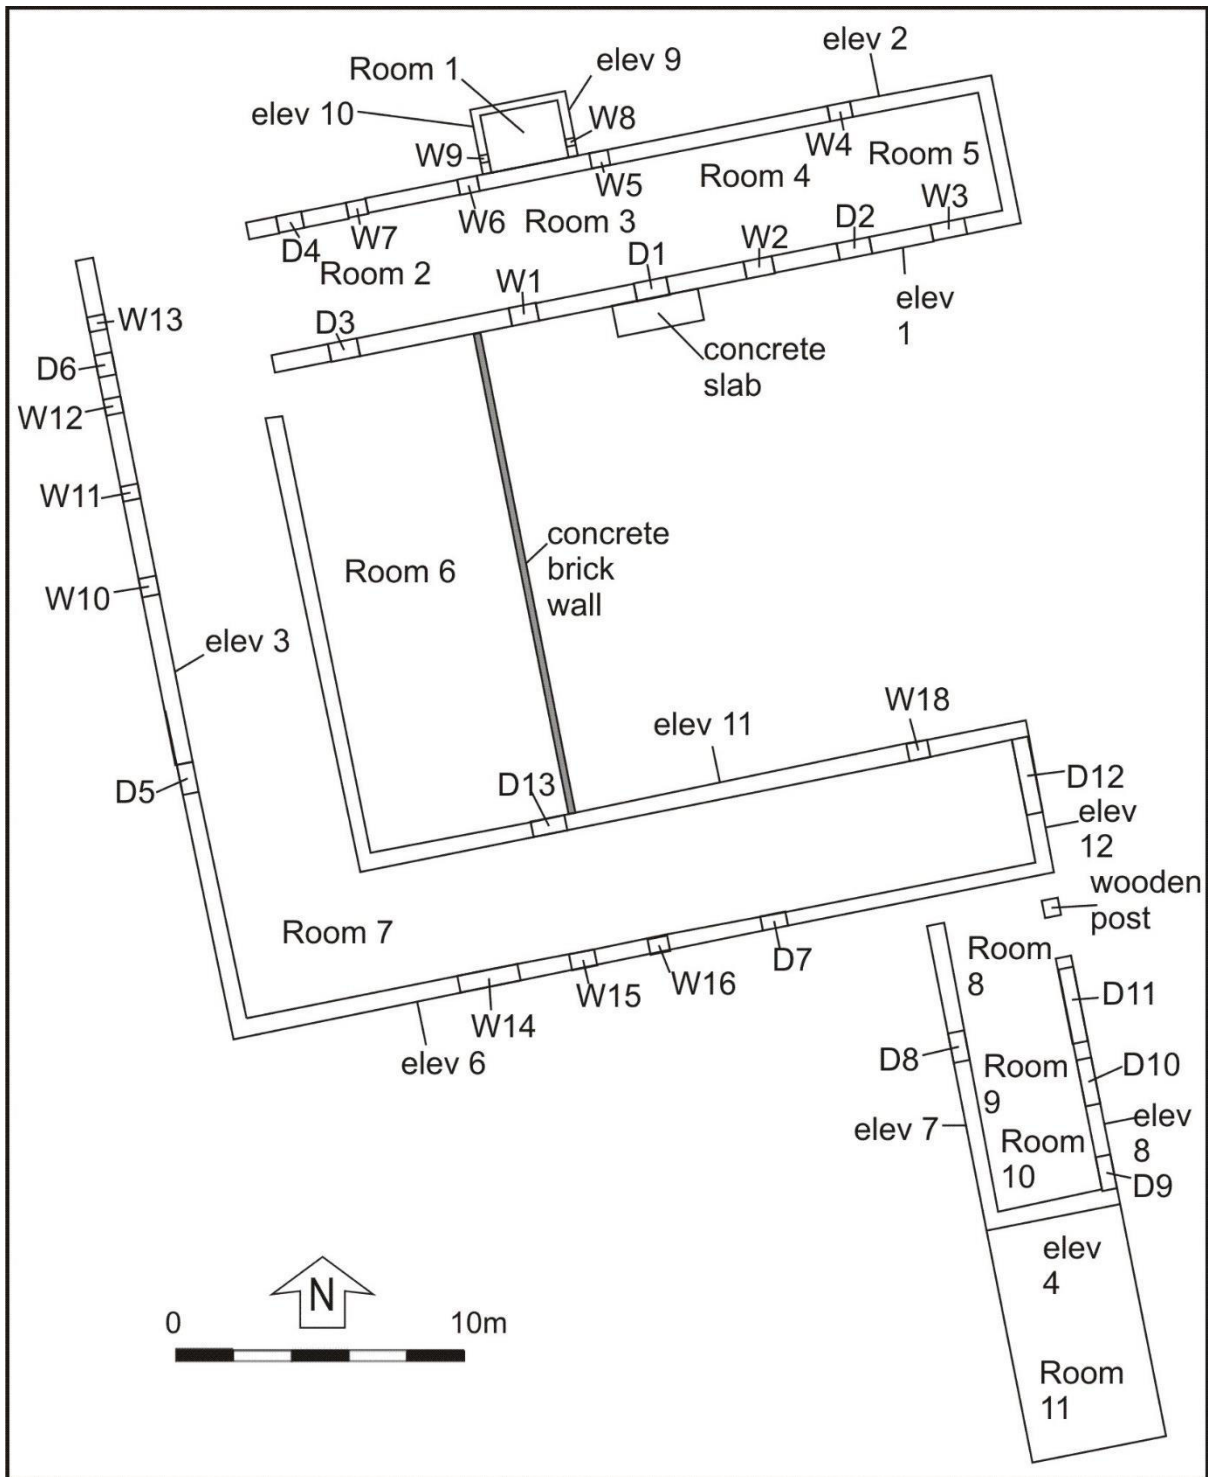 elev 2
Room 1
elev 9
elev 10
W8
W4
W9
Room 5
Room 4
W5
W6
W3
Room 3
D2
W7
D4
W2
D1
Room 2
W1
elev
1
W13
D3
concrete
slab
D6
W12
W11
concrete
brick
wall
Room 6
W10
elev 3
W18
elev 11
D12
D13
D5
elev
12
wooden
post
Room 7
Room
8
D7
W16
W15
D11
W14
D8
elev 6
Room
9
D10
elev
8
elev 7
Room
10
D9
elev
4
N
0
10m
Room
11